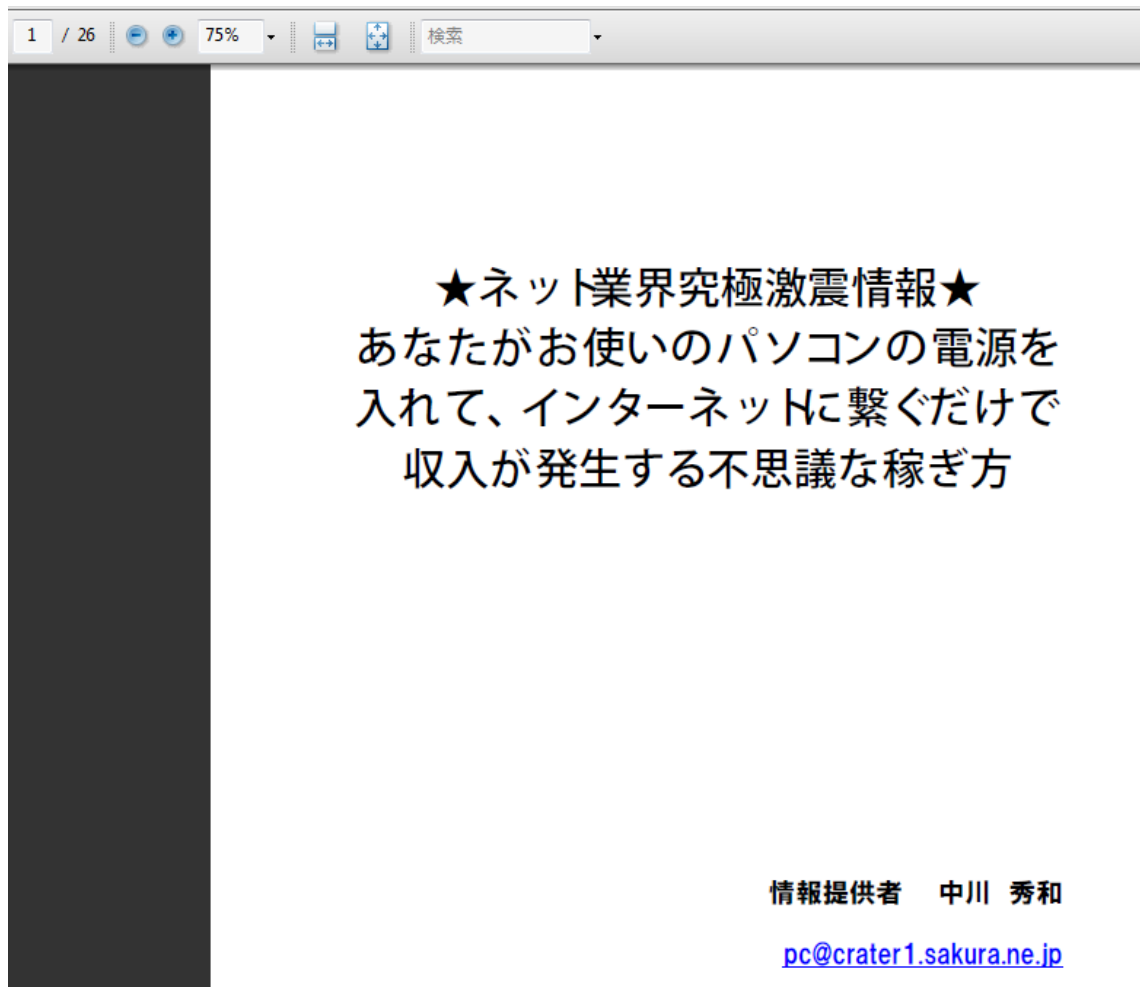 1 / 26 75% 検索
★ネット業界究極激震情報★
あなたがお使いのパソコンの電源を
入れて、インターネットに繋ぐだけで
収入が発生する不思議な稼ぎ方
情報提供者 中川 秀和
pc@crater1.sakura.ne.jp